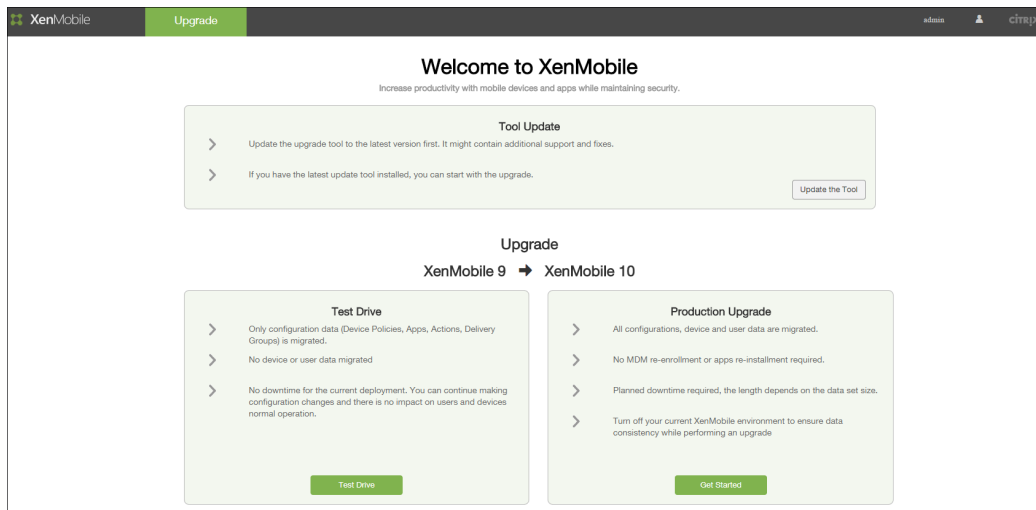 XenMobile Upgrade admin CİTRIX
Welcome to XenMobile
Increase productivity with mobile devices and apps while maintaining security.
Tool Update
Update the upgrade tool to the latest version first. It might contain additional support and fixes.
If you have the latest update tool installed, you can start with the upgrade.
Update the Tool
Upgrade
XenMobile 9 ➔ XenMobile 10
Test Drive
Only configuration data (Device Policies, Apps, Actions, Delivery
Groups) is migrated.
No device or user data migrated
No downtime for the current deployment. You can continue making
configuration changes and there is no impact on users and devices
normal operation.
Test Drive
Production Upgrade
All configurations, device and user data are migrated.
No MDM re-enrollment or apps re-installment required.
Planned downtime required, the length depends on the data set size.
Turn off your current XenMobile environment to ensure data
consistency while performing an upgrade
Get Started